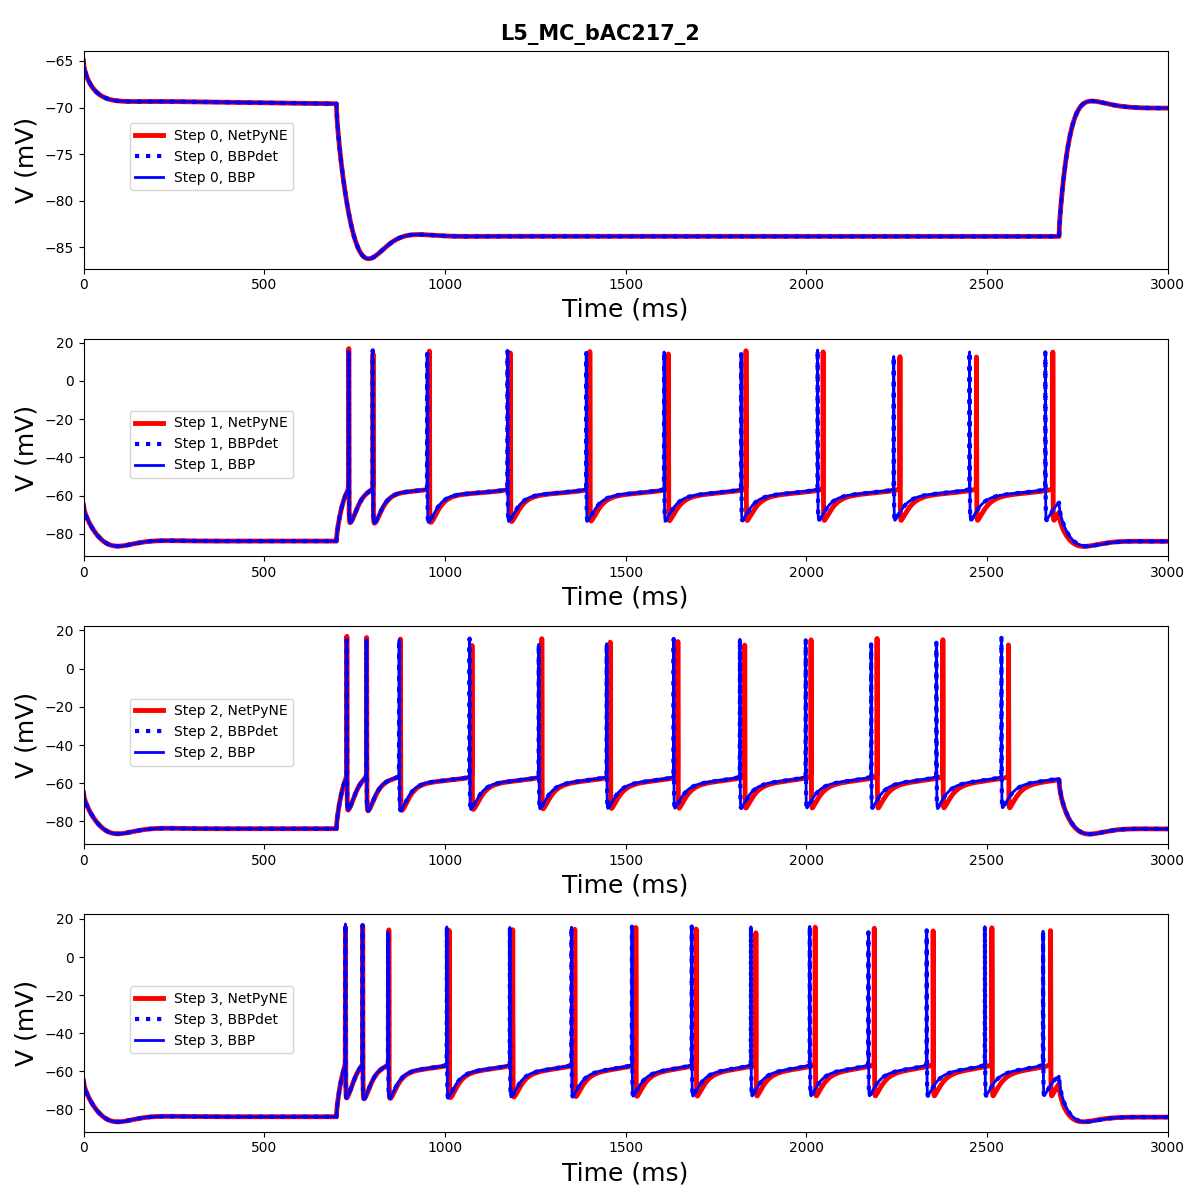 L5_MC_bAC217_2
−65
−70
−75
−80
−85
V (mV)
Step 0, NetPyNE
Step 0, BBPdet
Step 0, BBP
0 500 1000 1500 2000 2500 3000
Time (ms)
20
0
−20
−40
−60
−80
V (mV)
Step 1, NetPyNE
Step 1, BBPdet
Step 1, BBP
0 500 1000 1500 2000 2500 3000
Time (ms)
20
0
−20
−40
−60
−80
V (mV)
Step 2, NetPyNE
Step 2, BBPdet
Step 2, BBP
0 500 1000 1500 2000 2500 3000
Time (ms)
20
0
−20
−40
−60
−80
V (mV)
Step 3, NetPyNE
Step 3, BBPdet
Step 3, BBP
0 500 1000 1500 2000 2500 3000
Time (ms)